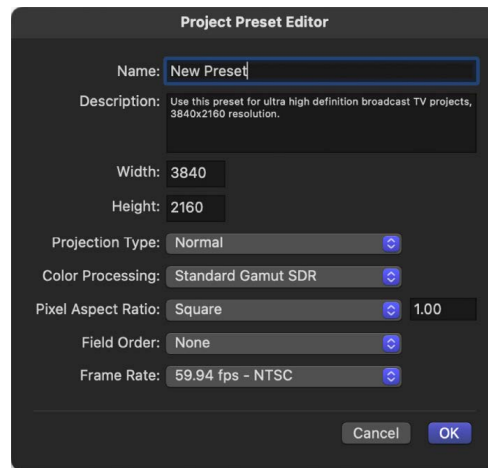 Project Preset Editor
Name: New Preset
Description: Use this preset for ultra high definition broadcast TV projects,
3840x2160 resolution.
Width: 3840
Height: 2160
Projection Type: Normal
Color Processing: Standard Gamut SDR
Pixel Aspect Ratio: Square 1.00
Field Order: None
Frame Rate: 59.94 fps - NTSC
Cancel OK